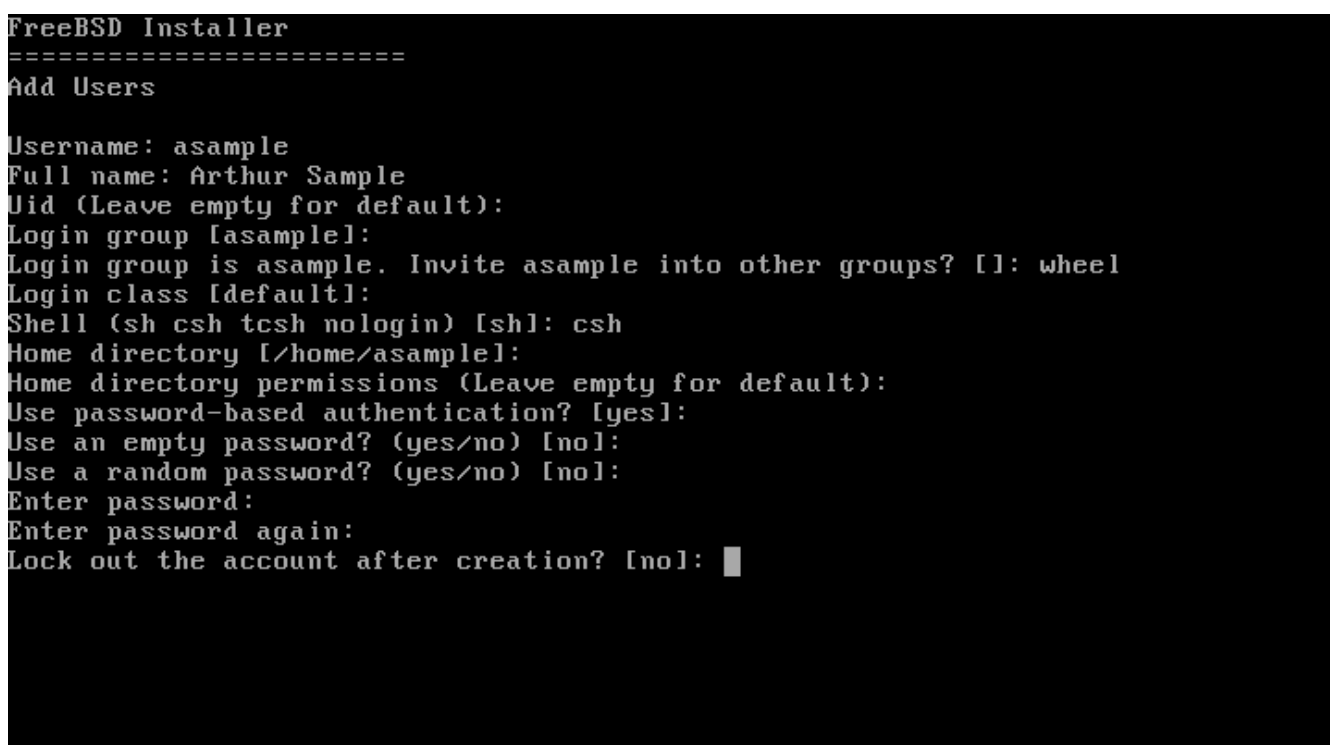 FreeBSD Installer
========================
Add Users
Username: asample
Full name: Arthur Sample
Uid (Leave empty for default):
Login group [asample]:
Login group is asample. Invite asample into other groups? []: wheel
Login class [default]:
Shell (sh csh tcsh nologin) [sh]: csh
Home directory [/home/asample]:
Home directory permissions (Leave empty for default):
Use password-based authentication? [yes]:
Use an empty password? (yes/no) [no]:
Use a random password? (yes/no) [no]:
Enter password:
Enter password again:
Lock out the account after creation? [no]: